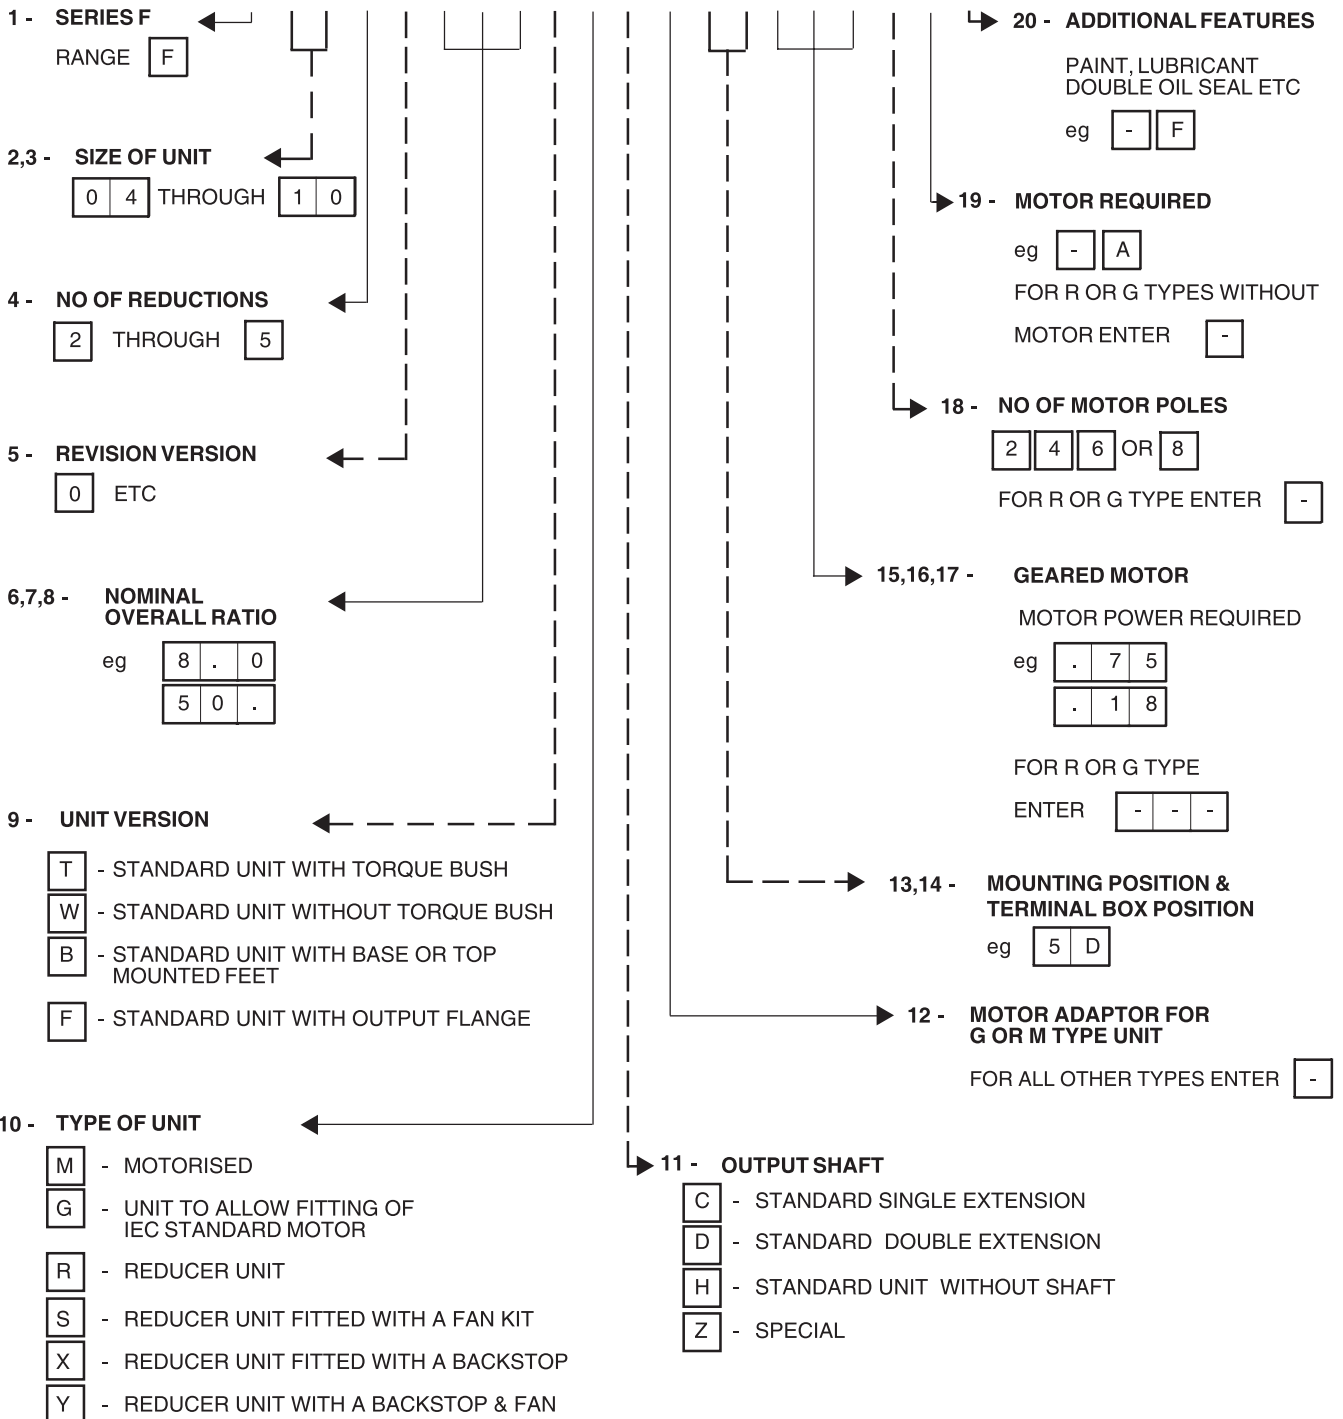 1 - SERIES F
RANGE F
2,3 - SIZE OF UNIT
0 4 THROUGH 1 0
4 - NO OF REDUCTIONS
2 THROUGH 5
5 - REVISION VERSION
0 ETC
6,7,8 - NOMINAL
OVERALL RATIO
eg 8 . 0
5 0 .
9 - UNIT VERSION
T - STANDARD UNIT WITH TORQUE BUSH
W - STANDARD UNIT WITHOUT TORQUE BUSH
B - STANDARD UNIT WITH BASE OR TOP
MOUNTED FEET
F - STANDARD UNIT WITH OUTPUT FLANGE
10 - TYPE OF UNIT
M - MOTORISED
G - UNIT TO ALLOW FITTING OF
IEC STANDARD MOTOR
R - REDUCER UNIT
S - REDUCER UNIT FITTED WITH A FAN KIT
X - REDUCER UNIT FITTED WITH A BACKSTOP
Y - REDUCER UNIT WITH A BACKSTOP & FAN
20 - ADDITIONAL FEATURES
PAINT, LUBRICANT
DOUBLE OIL SEAL ETC
eg - F
19 - MOTOR REQUIRED
eg - A
FOR R OR G TYPES WITHOUT
MOTOR ENTER -
18 - NO OF MOTOR POLES
2 4 6 OR 8
FOR R OR G TYPE ENTER -
15,16,17 - GEARED MOTOR
MOTOR POWER REQUIRED
eg . 7 5
. 1 8
FOR R OR G TYPE
ENTER - - -
13,14 - MOUNTING POSITION &
TERMINAL BOX POSITION
eg 5 D
12 - MOTOR ADAPTOR FOR
G OR M TYPE UNIT
FOR ALL OTHER TYPES ENTER -
11 - OUTPUT SHAFT
C - STANDARD SINGLE EXTENSION
D - STANDARD DOUBLE EXTENSION
H - STANDARD UNIT WITHOUT SHAFT
Z - SPECIAL